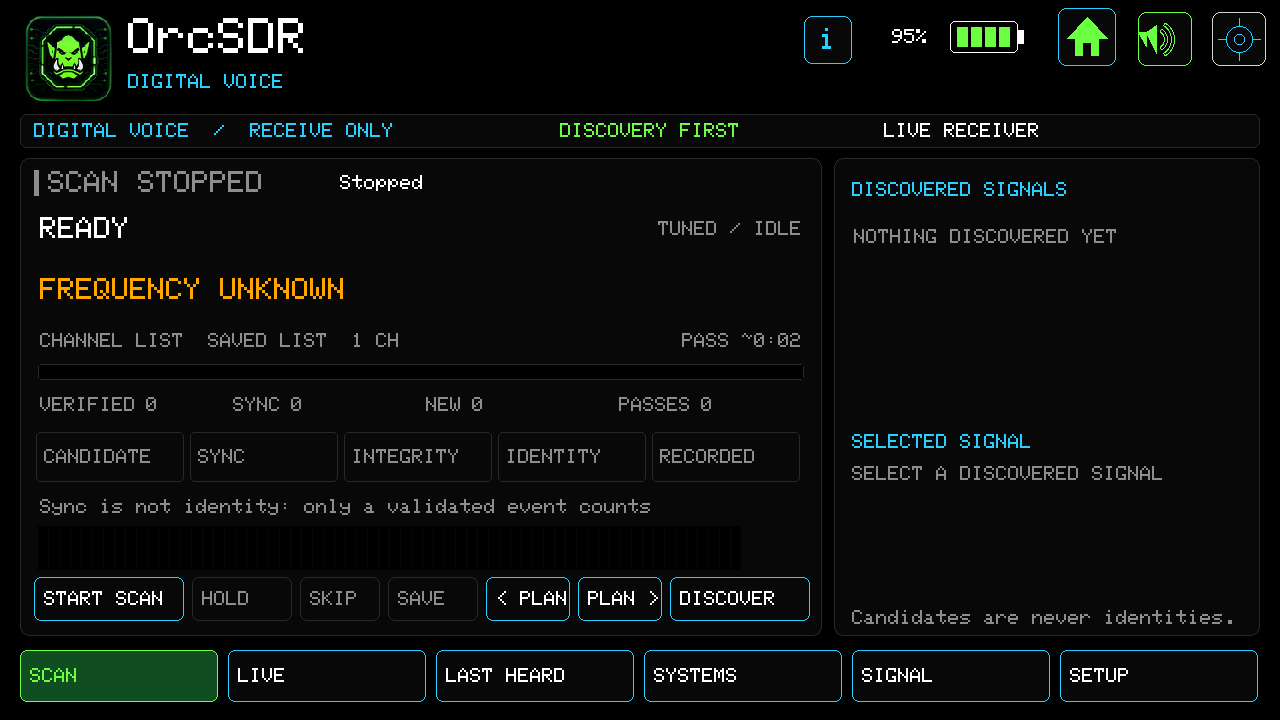 OrcSDR
DIGITAL VOICE
i
95%
DIGITAL VOICE / RECEIVE ONLY
DISCOVERY FIRST
LIVE RECEIVER
SCAN STOPPED
Stopped
READY
TUNED / IDLE
FREQUENCY UNKNOWN
CHANNEL LIST SAVED LIST 1 CH
PASS ~0:02
VERIFIED 0
SYNC 0
NEW 0
PASSES 0
CANDIDATE
SYNC
INTEGRITY
IDENTITY
RECORDED
Sync is not identity: only a validated event counts
START SCAN
HOLD
SKIP
SAVE
< PLAN
PLAN >
DISCOVER
DISCOVERED SIGNALS
NOTHING DISCOVERED YET
SELECTED SIGNAL
SELECT A DISCOVERED SIGNAL
Candidates are never identities.
SCAN
LIVE
LAST HEARD
SYSTEMS
SIGNAL
SETUP